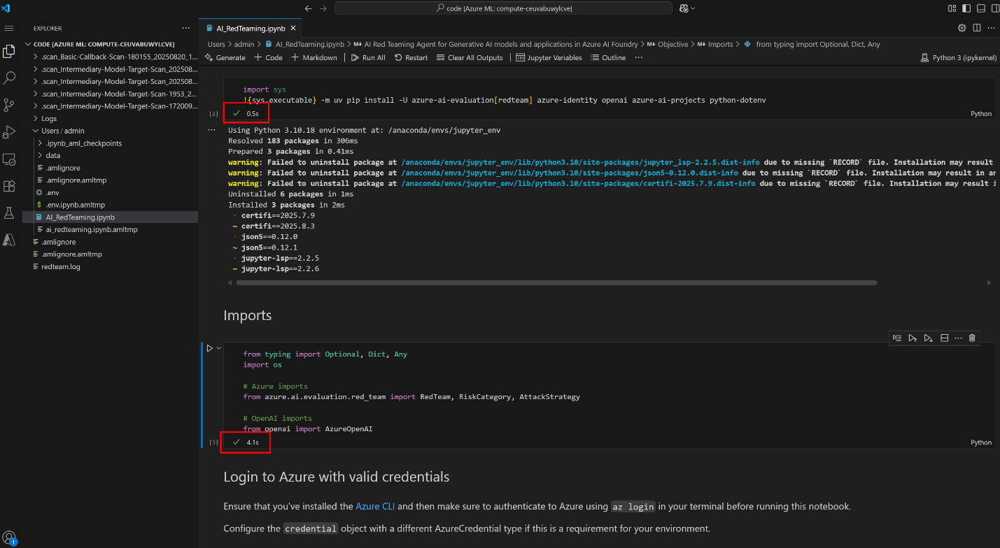 code [Azure ML: compute-ceuvabuwylcve]
EXPLORER
CODE [AZURE ML: COMPUTE-CEUVABUWYLCVE]
.scan_Basic-Callback-Scan-180155_20250820_1...
.scan_Intermediary-Model-Target-Scan_202508...
.scan_Intermediary-Model-Target-Scan_202508...
.scan_Intermediary-Model-Target-Scan-1953_2...
.scan_Intermediary-Model-Target-Scan-172009...
Logs
Users / admin
.ipynb_aml_checkpoints
data
.amlignore
.amlignore.amltmp
.env
$ .env.ipynb.amltmp
AI_RedTeaming.ipynb
ai_redteaming.ipynb.amltmp
.amlignore
.amlignore.amltmp
redteam.log
1
AI_RedTeaming.ipynb
Users > admin > AI_RedTeaming.ipynb > M↓ AI Red Teaming Agent for Generative AI models and applications in Azure AI Foundry > M↓ Objective > M↓ Imports > from typing import Optional, Dict, Any
Generate + Code + Markdown Run All Restart Clear All Outputs Jupyter Variables Outline ... Python 3 (ipykernel)
import sys
!{sys.executable} -m uv pip install -U azure-ai-evaluation[redteam] azure-identity openai azure-ai-projects python-dotenv
[2] ✓ 0.5s Python
Using Python 3.10.18 environment at: /anaconda/envs/jupyter_env
Resolved 183 packages in 306ms
Prepared 3 packages in 0.41ms
warning: Failed to uninstall package at /anaconda/envs/jupyter_env/lib/python3.10/site-packages/jupyter_lsp-2.2.5.dist-info due to missing `RECORD` file. Installation may result
warning: Failed to uninstall package at /anaconda/envs/jupyter_env/lib/python3.10/site-packages/json5-0.12.0.dist-info due to missing `RECORD` file. Installation may result in an
warning: Failed to uninstall package at /anaconda/envs/jupyter_env/lib/python3.10/site-packages/certifi-2025.7.9.dist-info due to missing `RECORD` file. Installation may result i
Uninstalled 6 packages in 1ms
Installed 3 packages in 2ms
- certifi==2025.7.9
~ certifi==2025.8.3
- json5==0.12.0
~ json5==0.12.1
- jupyter-lsp==2.2.5
~ jupyter-lsp==2.2.6
Imports
from typing import Optional, Dict, Any
import os
# Azure imports
from azure.ai.evaluation.red_team import RedTeam, RiskCategory, AttackStrategy
# OpenAI imports
from openai import AzureOpenAI
[3] ✓ 4.1s Python
Login to Azure with valid credentials
Ensure that you've installed the Azure CLI and then make sure to authenticate to Azure using az login in your terminal before running this notebook.
Configure the credential object with a different AzureCredential type if this is a requirement for your environment.